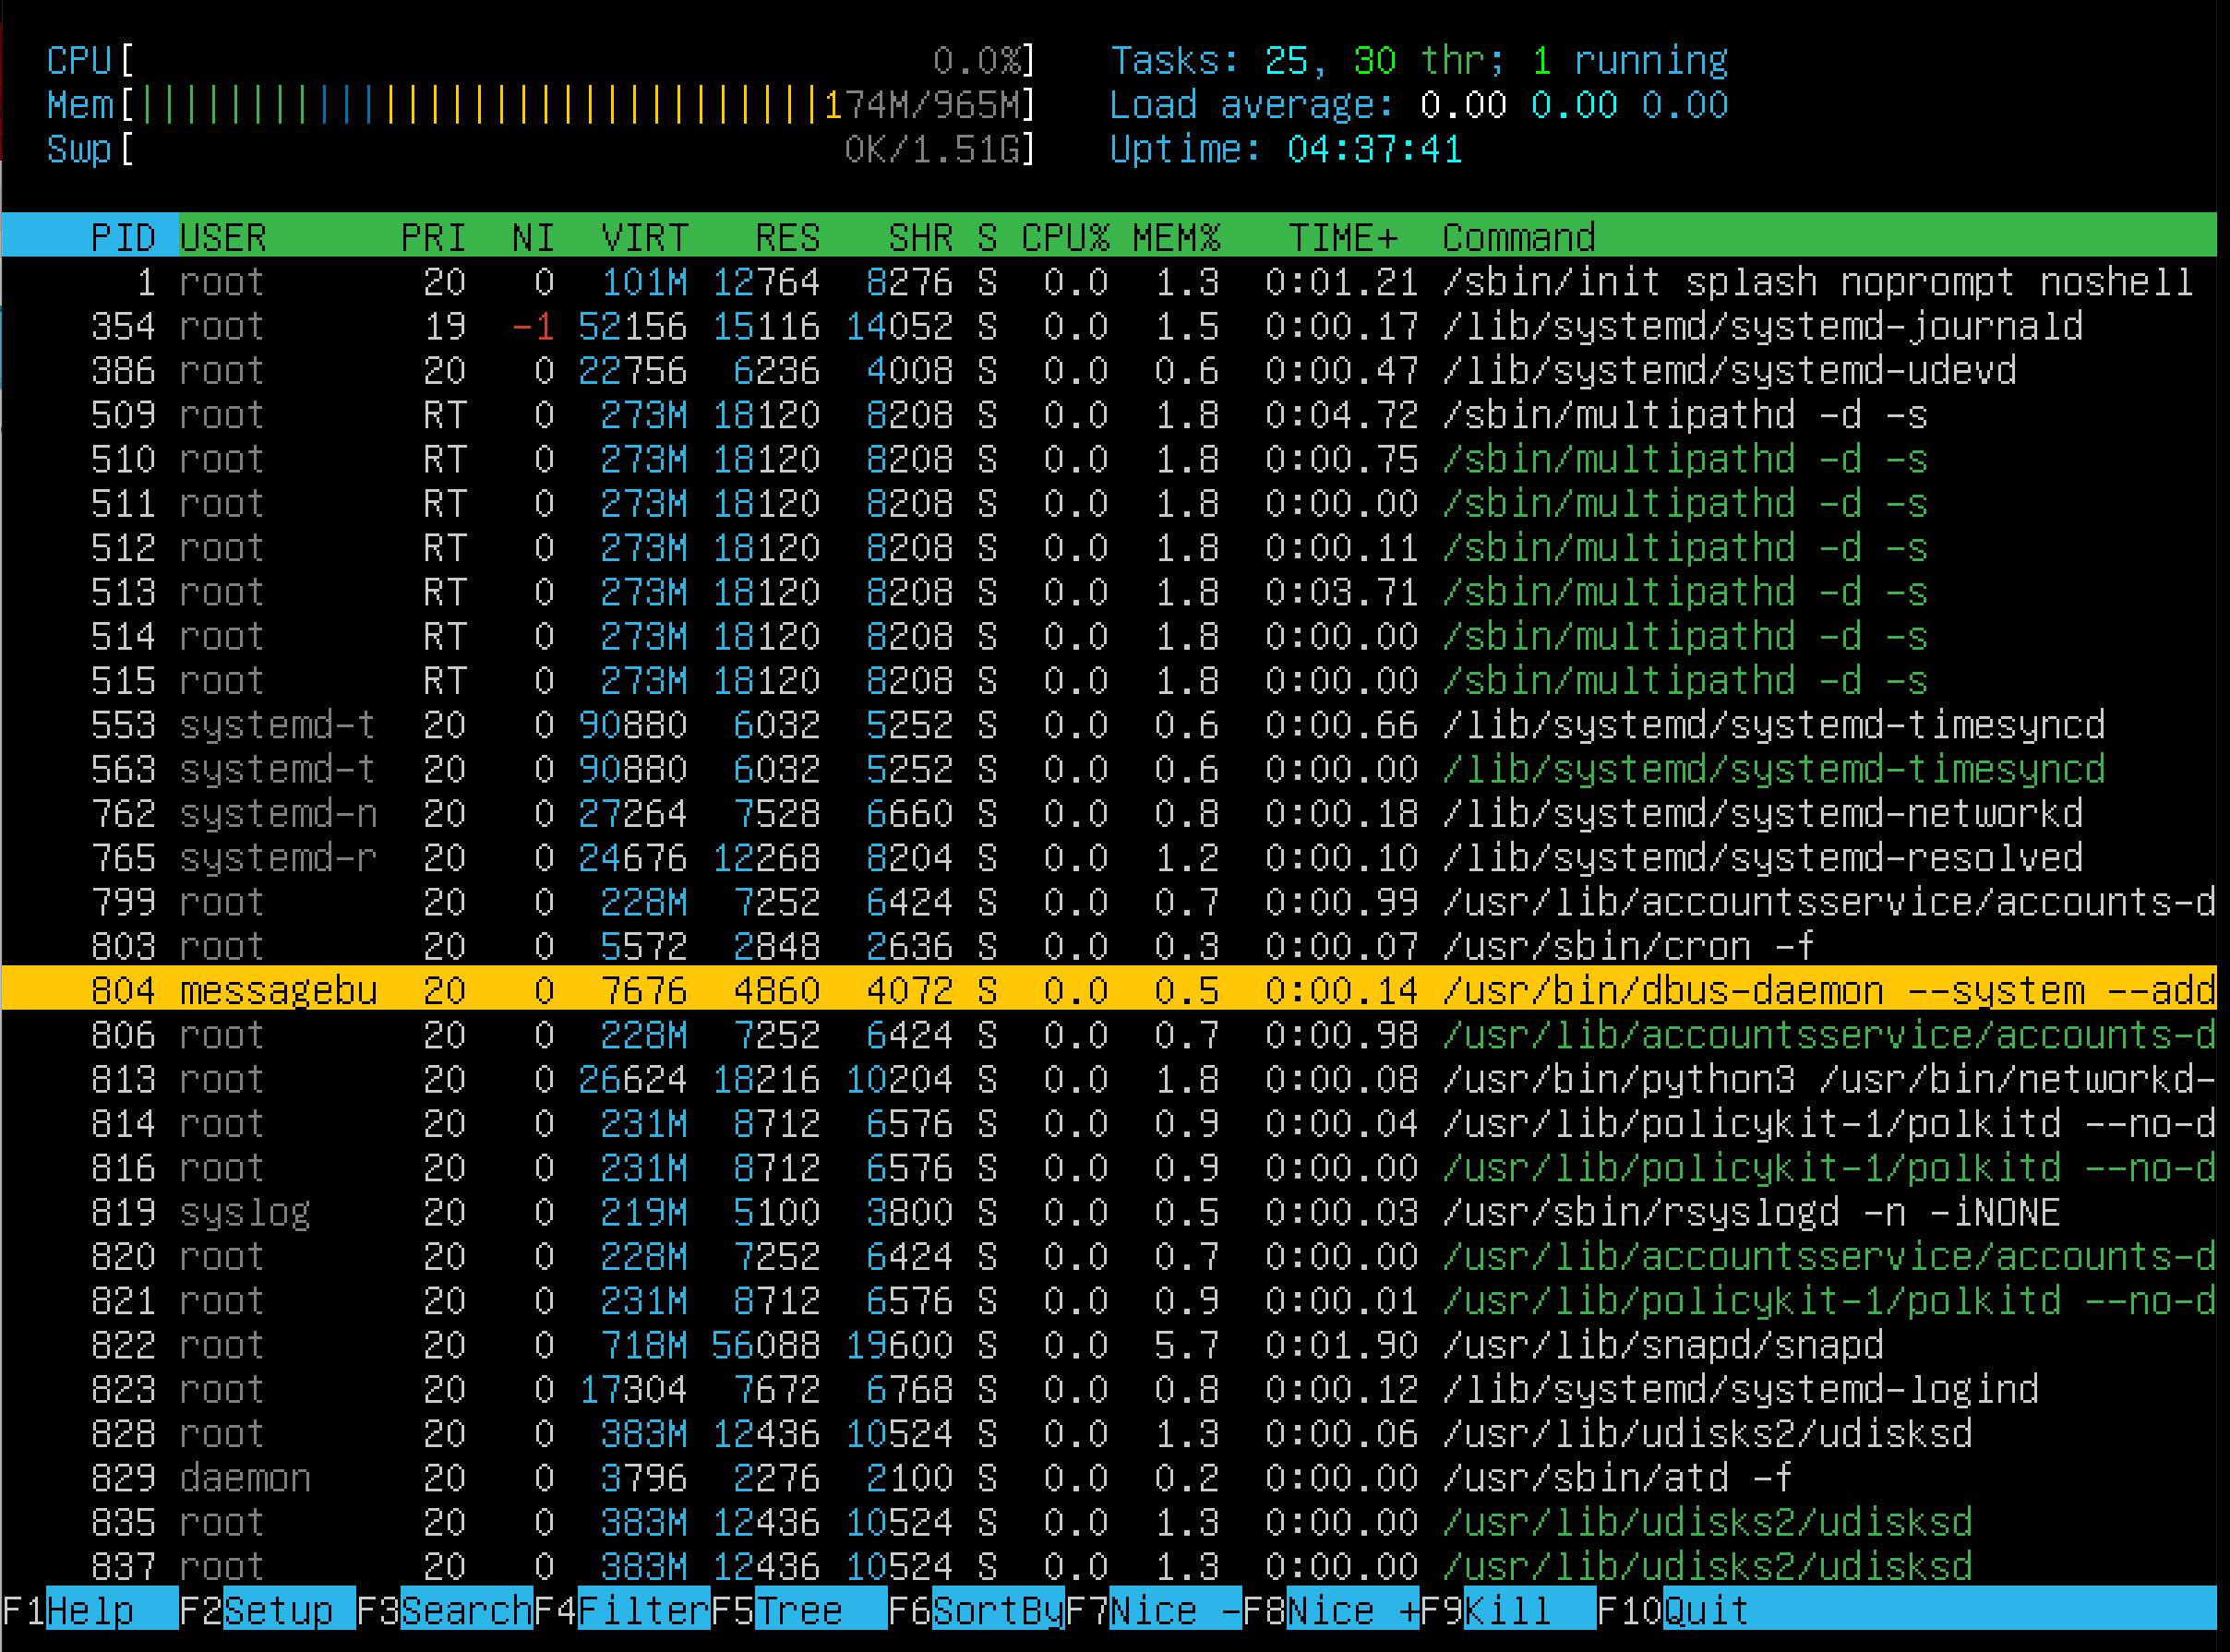 CPU[ 0.0%] Tasks: 25, 30 thr; 1 running
Mem[||||||||||||||||||||||||||||||| 174M/965M] Load average: 0.00 0.00 0.00
Swp[ 0K/1.51G] Uptime: 04:37:41
PID USER PRI NI VIRT RES SHR S CPU% MEM% TIME+ Command
1 root 20 0 101M 12764 8276 S 0.0 1.3 0:01.21 /sbin/init splash noprompt noshell
354 root 19 -1 52156 15116 14052 S 0.0 1.5 0:00.17 /lib/systemd/systemd-journald
386 root 20 0 22756 6236 4008 S 0.0 0.6 0:00.47 /lib/systemd/systemd-udevd
509 root RT 0 273M 18120 8208 S 0.0 1.8 0:04.72 /sbin/multipathd -d -s
510 root RT 0 273M 18120 8208 S 0.0 1.8 0:00.75 /sbin/multipathd -d -s
511 root RT 0 273M 18120 8208 S 0.0 1.8 0:00.00 /sbin/multipathd -d -s
512 root RT 0 273M 18120 8208 S 0.0 1.8 0:00.11 /sbin/multipathd -d -s
513 root RT 0 273M 18120 8208 S 0.0 1.8 0:03.71 /sbin/multipathd -d -s
514 root RT 0 273M 18120 8208 S 0.0 1.8 0:00.00 /sbin/multipathd -d -s
515 root RT 0 273M 18120 8208 S 0.0 1.8 0:00.00 /sbin/multipathd -d -s
553 systemd-t 20 0 90880 6032 5252 S 0.0 0.6 0:00.66 /lib/systemd/systemd-timesyncd
563 systemd-t 20 0 90880 6032 5252 S 0.0 0.6 0:00.00 /lib/systemd/systemd-timesyncd
762 systemd-n 20 0 27264 7528 6660 S 0.0 0.8 0:00.18 /lib/systemd/systemd-networkd
765 systemd-r 20 0 24676 12268 8204 S 0.0 1.2 0:00.10 /lib/systemd/systemd-resolved
799 root 20 0 228M 7252 6424 S 0.0 0.7 0:00.99 /usr/lib/accountsservice/accounts-d
803 root 20 0 5572 2848 2636 S 0.0 0.3 0:00.07 /usr/sbin/cron -f
804 messagebu 20 0 7676 4860 4072 S 0.0 0.5 0:00.14 /usr/bin/dbus-daemon --system --add
806 root 20 0 228M 7252 6424 S 0.0 0.7 0:00.98 /usr/lib/accountsservice/accounts-d
813 root 20 0 26624 18216 10204 S 0.0 1.8 0:00.08 /usr/bin/python3 /usr/bin/networkd-
814 root 20 0 231M 8712 6576 S 0.0 0.9 0:00.04 /usr/lib/policykit-1/polkitd --no-d
816 root 20 0 231M 8712 6576 S 0.0 0.9 0:00.00 /usr/lib/policykit-1/polkitd --no-d
819 syslog 20 0 219M 5100 3800 S 0.0 0.5 0:00.03 /usr/sbin/rsyslogd -n -iNONE
820 root 20 0 228M 7252 6424 S 0.0 0.7 0:00.00 /usr/lib/accountsservice/accounts-d
821 root 20 0 231M 8712 6576 S 0.0 0.9 0:00.01 /usr/lib/policykit-1/polkitd --no-d
822 root 20 0 718M 56088 19600 S 0.0 5.7 0:01.90 /usr/lib/snapd/snapd
823 root 20 0 17304 7672 6768 S 0.0 0.8 0:00.12 /lib/systemd/systemd-logind
828 root 20 0 383M 12436 10524 S 0.0 1.3 0:00.06 /usr/lib/udisks2/udisksd
829 daemon 20 0 3796 2276 2100 S 0.0 0.2 0:00.00 /usr/sbin/atd -f
835 root 20 0 383M 12436 10524 S 0.0 1.3 0:00.00 /usr/lib/udisks2/udisksd
837 root 20 0 383M 12436 10524 S 0.0 1.3 0:00.00 /usr/lib/udisks2/udisksd
F1Help F2Setup F3SearchF4FilterF5Tree F6SortByF7Nice -F8Nice +F9Kill F10Quit